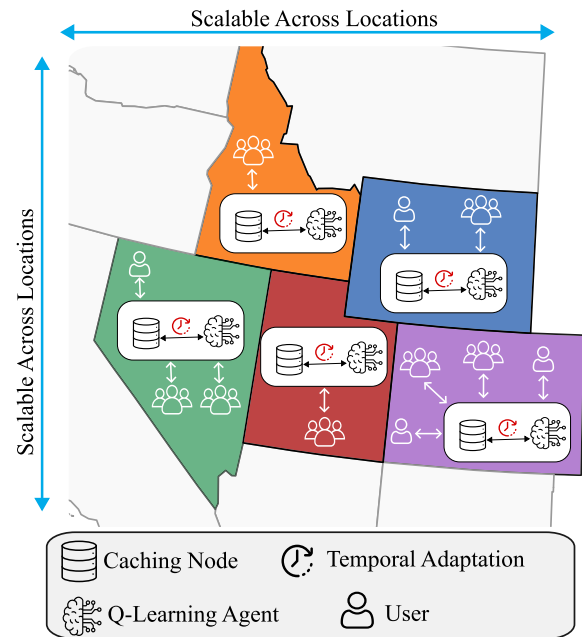 Scalable Across Locations
Scalable Across Locations
Caching Node
Temporal Adaptation
Q-Learning Agent
User